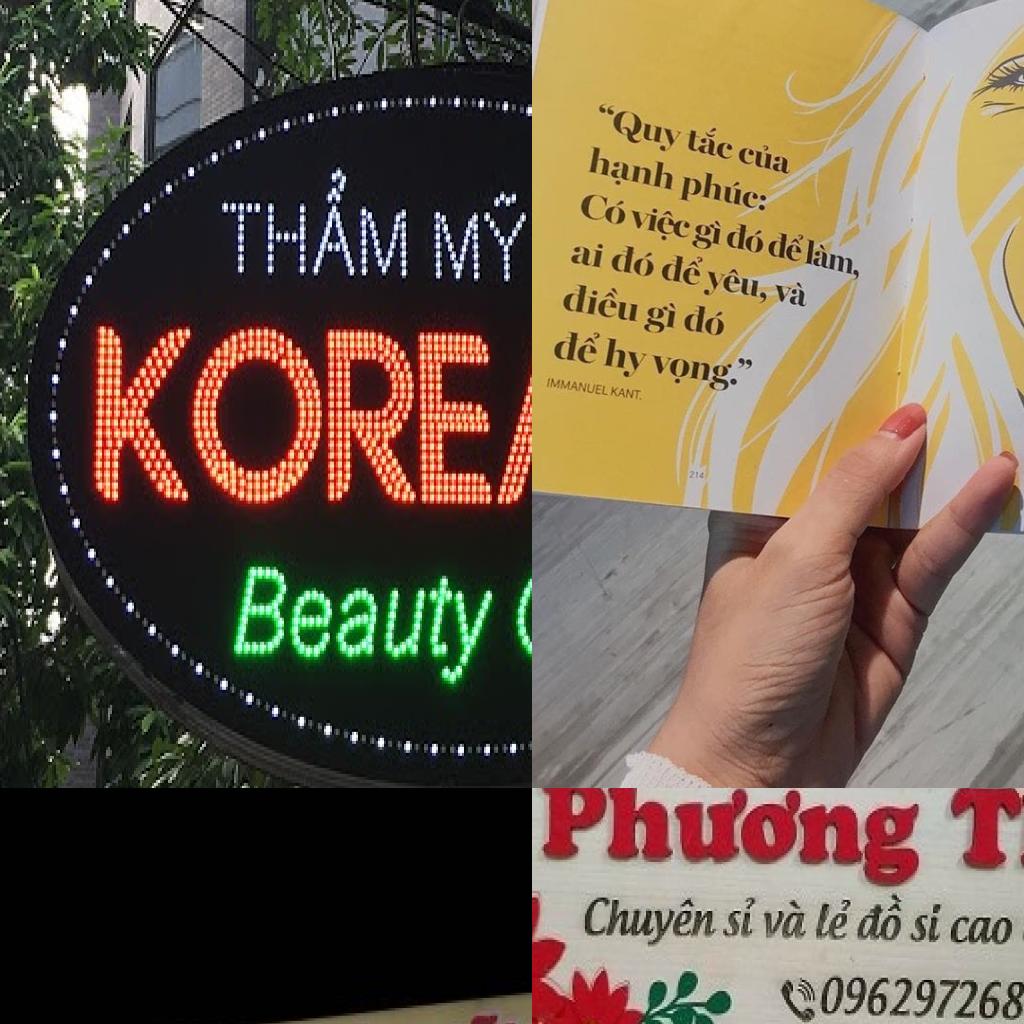 THẨM MỸ
KOREA
Beauty
“Quy tắc của
hạnh phúc:
Có việc gì đó để làm,
ai đó để yêu, và
điều gì đó
để hy vọng.”
IMMANUEL KANT.
214
Phương
Chuyên sỉ và lẻ đồ si cao
096297268